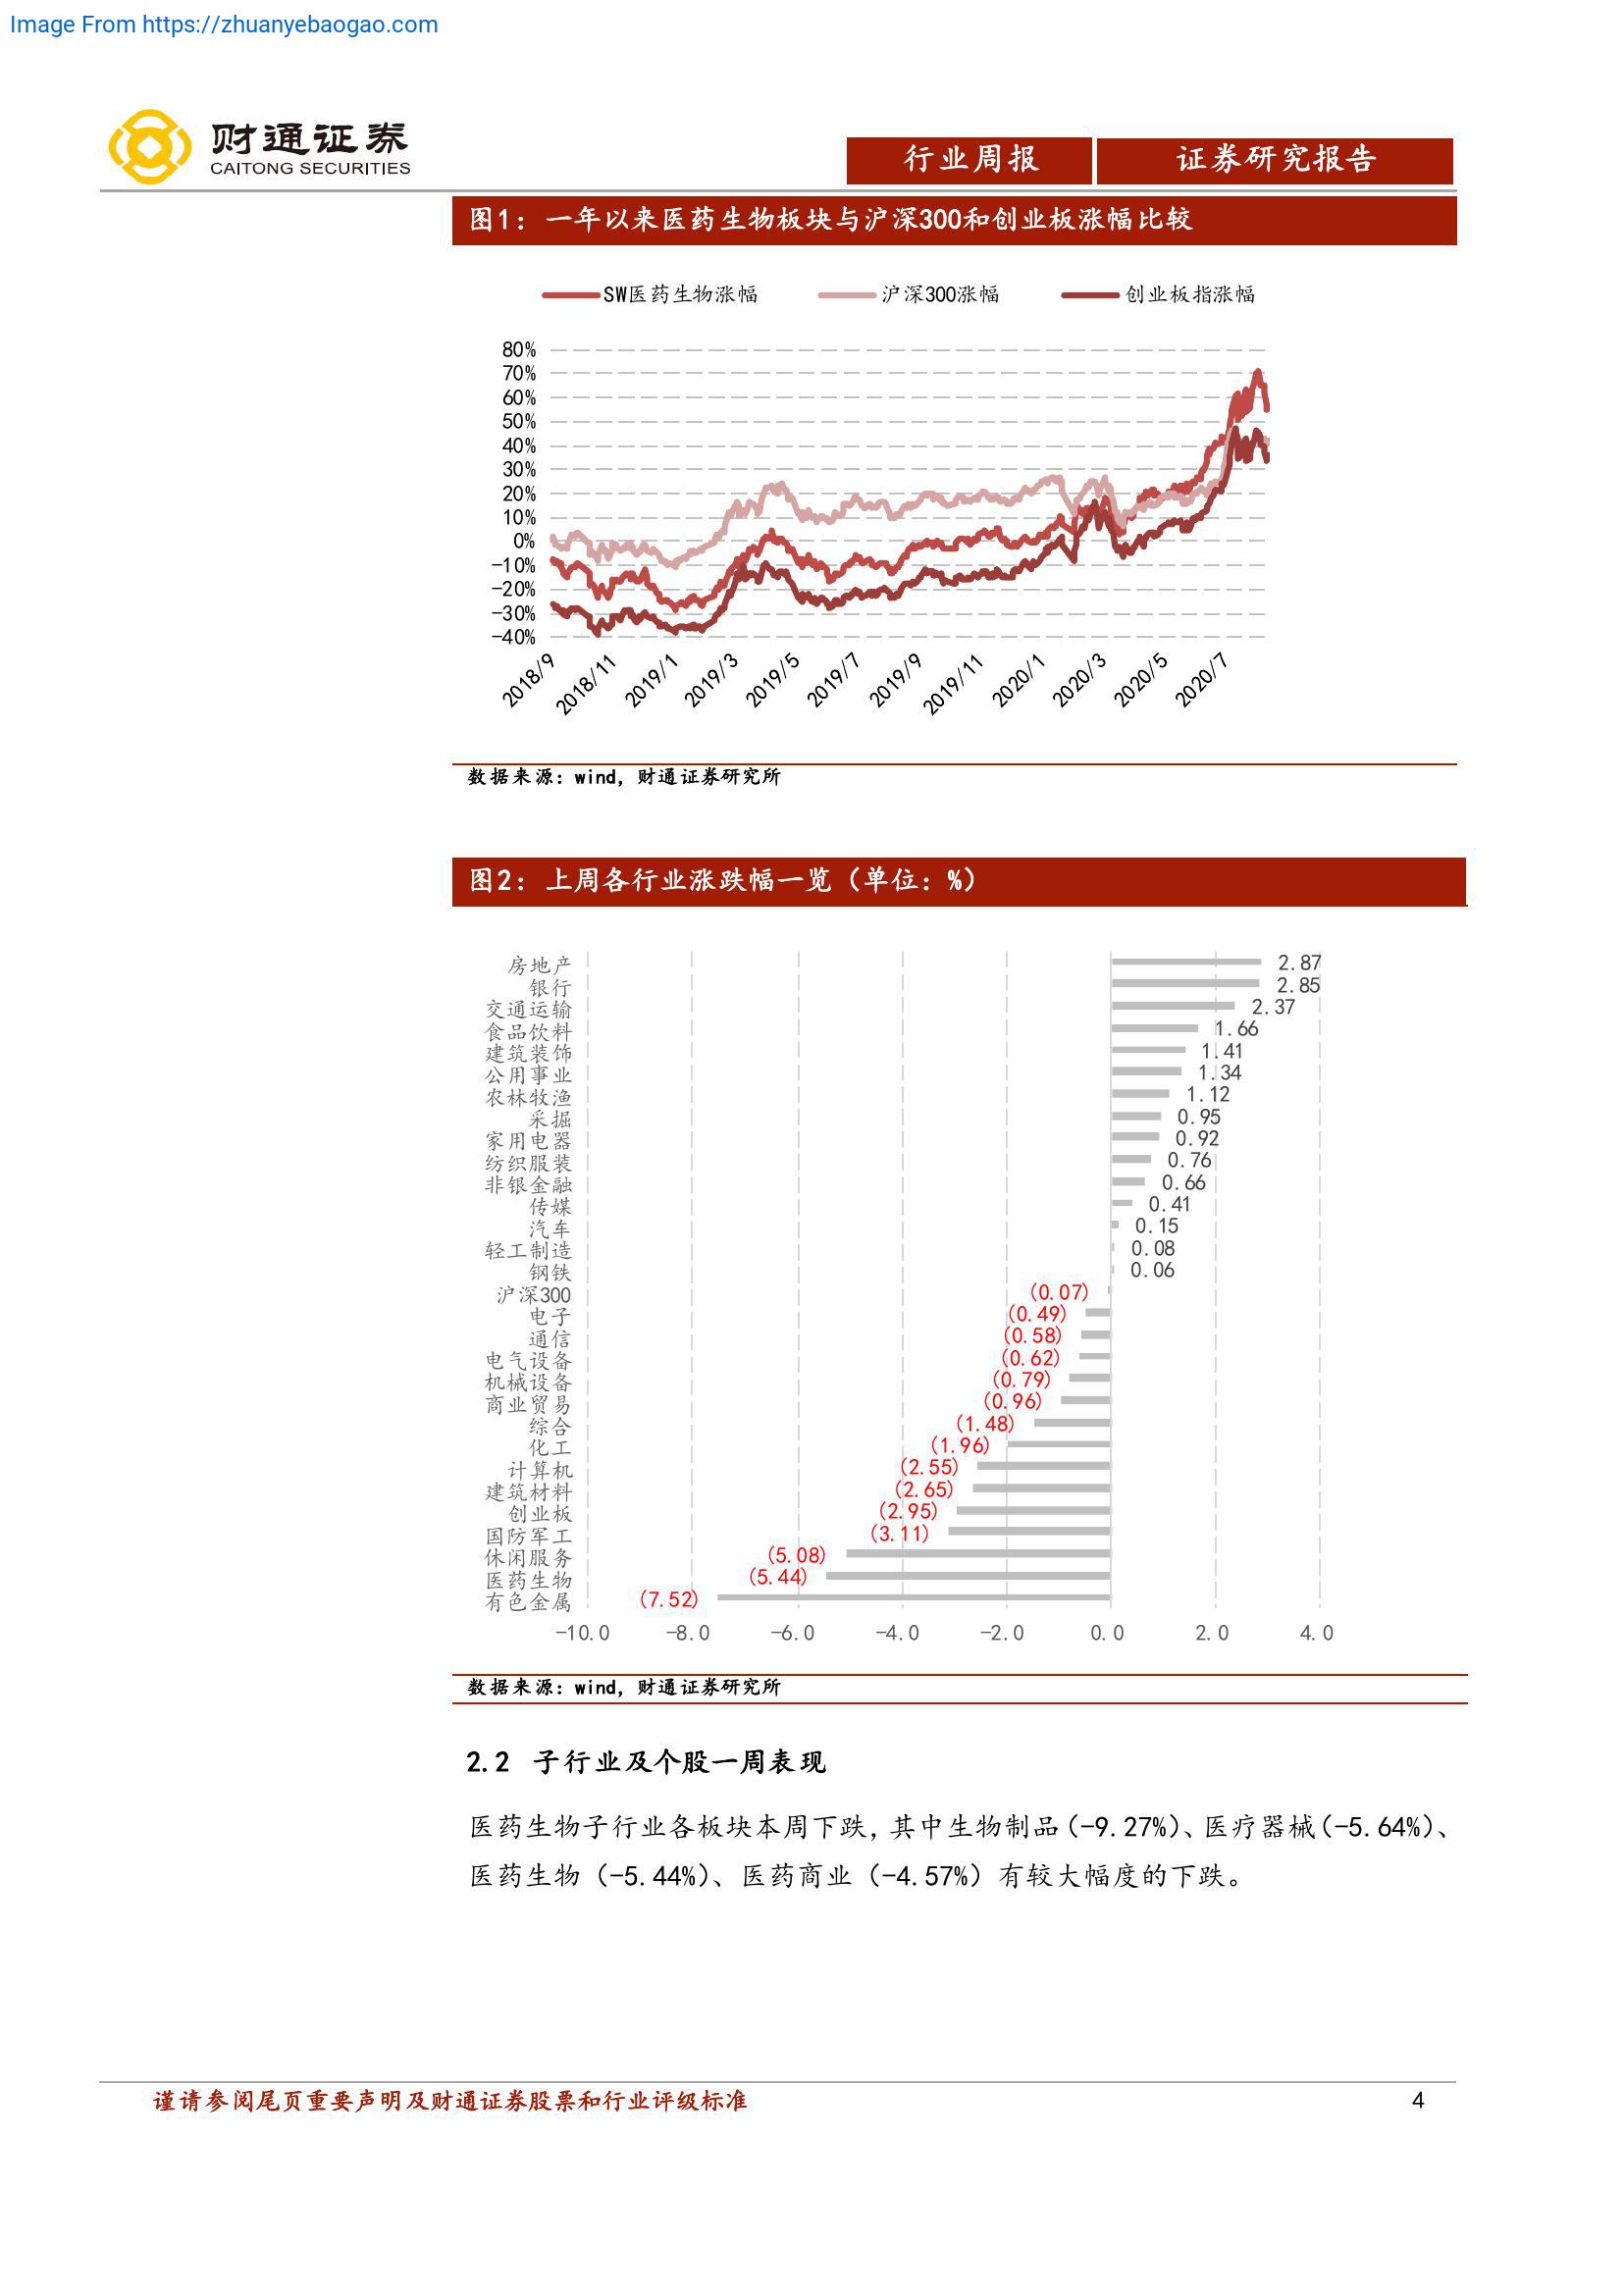 Image From https://zhuanyebaogao.com
财通证券
CAITONG SECURITIES
行业周报
证券研究报告
图1：一年以来医药生物板块与沪深300和创业板涨幅比较
SW医药生物涨幅 沪深300涨幅 创业板指涨幅
80%
70%
60%
50%
40%
30%
20%
10%
0%
-10%
-20%
-30%
-40%
2018/9 2018/11 2019/1 2019/3 2019/5 2019/7 2019/9 2019/11 2020/1 2020/3 2020/5 2020/7
数据来源：wind，财通证券研究所
图2：上周各行业涨跌幅一览（单位：%）
房地产 2.87
银行 2.85
交通运输 2.37
食品饮料 1.66
建筑装饰 1.41
公用事业 1.34
农林牧渔 1.12
采掘 0.95
家用电器 0.92
纺织服装 0.76
非银金融 0.66
传媒 0.41
汽车 0.15
轻工制造 0.08
钢铁 0.06
沪深300 (0.07)
电子 (0.49)
通信 (0.58)
电气设备 (0.62)
机械设备 (0.79)
商业贸易 (0.96)
综合 (1.48)
化工 (1.96)
计算机 (2.55)
建筑材料 (2.65)
创业板 (2.95)
国防军工 (3.11)
休闲服务 (5.08)
医药生物 (5.44)
有色金属 (7.52)
-10.0 -8.0 -6.0 -4.0 -2.0 0.0 2.0 4.0
数据来源：wind，财通证券研究所
2.2 子行业及个股一周表现
医药生物子行业各板块本周下跌，其中生物制品（-9.27%）、医疗器械（-5.64%）、
医药生物（-5.44%）、医药商业（-4.57%）有较大幅度的下跌。
谨请参阅尾页重要声明及财通证券股票和行业评级标准
4